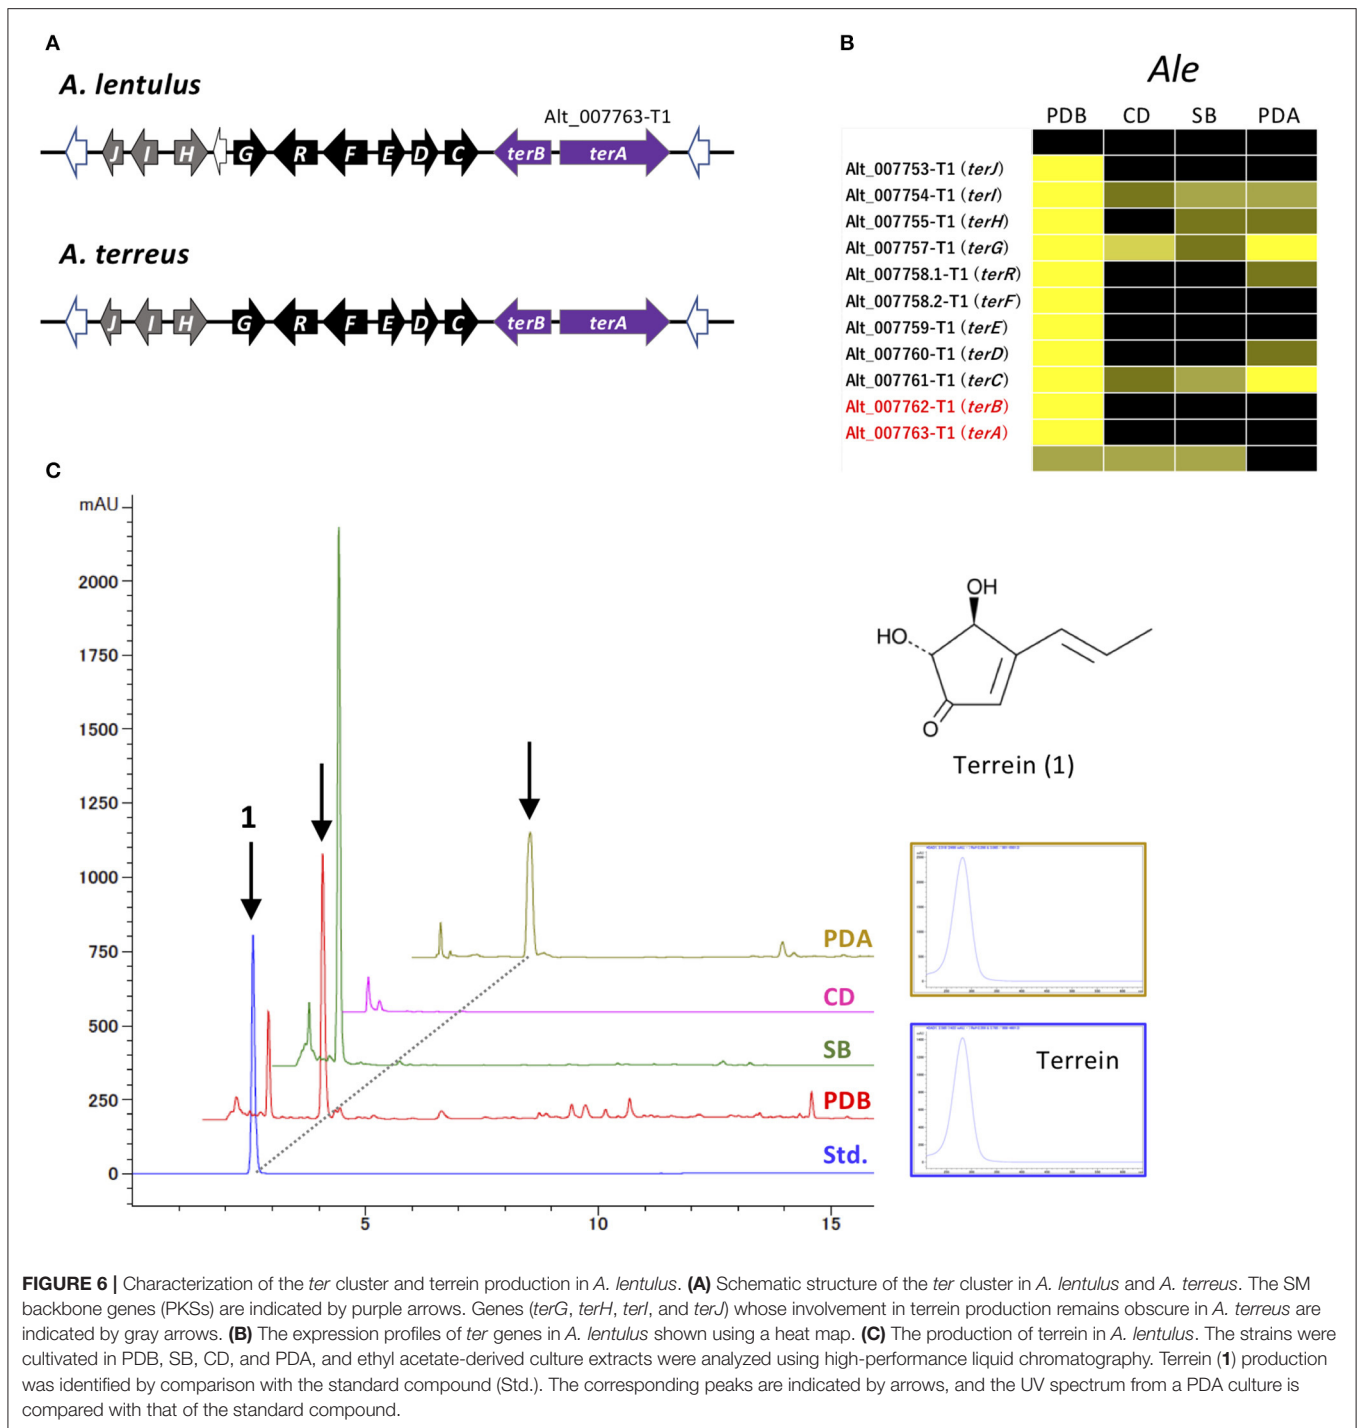 A
A. lentulus
Alt_007763-T1
J I H G R F E D C terB terA
A. terreus
J I H G R F E D C terB terA
B
Ale
PDB CD SB PDA
Alt_007753-T1 (terJ)
Alt_007754-T1 (terI)
Alt_007755-T1 (terH)
Alt_007757-T1 (terG)
Alt_007758.1-T1 (terR)
Alt_007758.2-T1 (terF)
Alt_007759-T1 (terE)
Alt_007760-T1 (terD)
Alt_007761-T1 (terC)
Alt_007762-T1 (terB)
Alt_007763-T1 (terA)
C
mAU
2000
1750
1500
1250
1000
750
500
250
0
1
PDA
CD
SB
PDB
Std.
5 10 15
OH
HO
O
Terrein (1)
Terrein
FIGURE 6 | Characterization of the ter cluster and terrein production in A. lentulus. (A) Schematic structure of the ter cluster in A. lentulus and A. terreus. The SM
backbone genes (PKSs) are indicated by purple arrows. Genes (terG, terH, terI, and terJ) whose involvement in terrein production remains obscure in A. terreus are
indicated by gray arrows. (B) The expression profiles of ter genes in A. lentulus shown using a heat map. (C) The production of terrein in A. lentulus. The strains were
cultivated in PDB, SB, CD, and PDA, and ethyl acetate-derived culture extracts were analyzed using high-performance liquid chromatography. Terrein (1) production
was identified by comparison with the standard compound (Std.). The corresponding peaks are indicated by arrows, and the UV spectrum from a PDA culture is
compared with that of the standard compound.